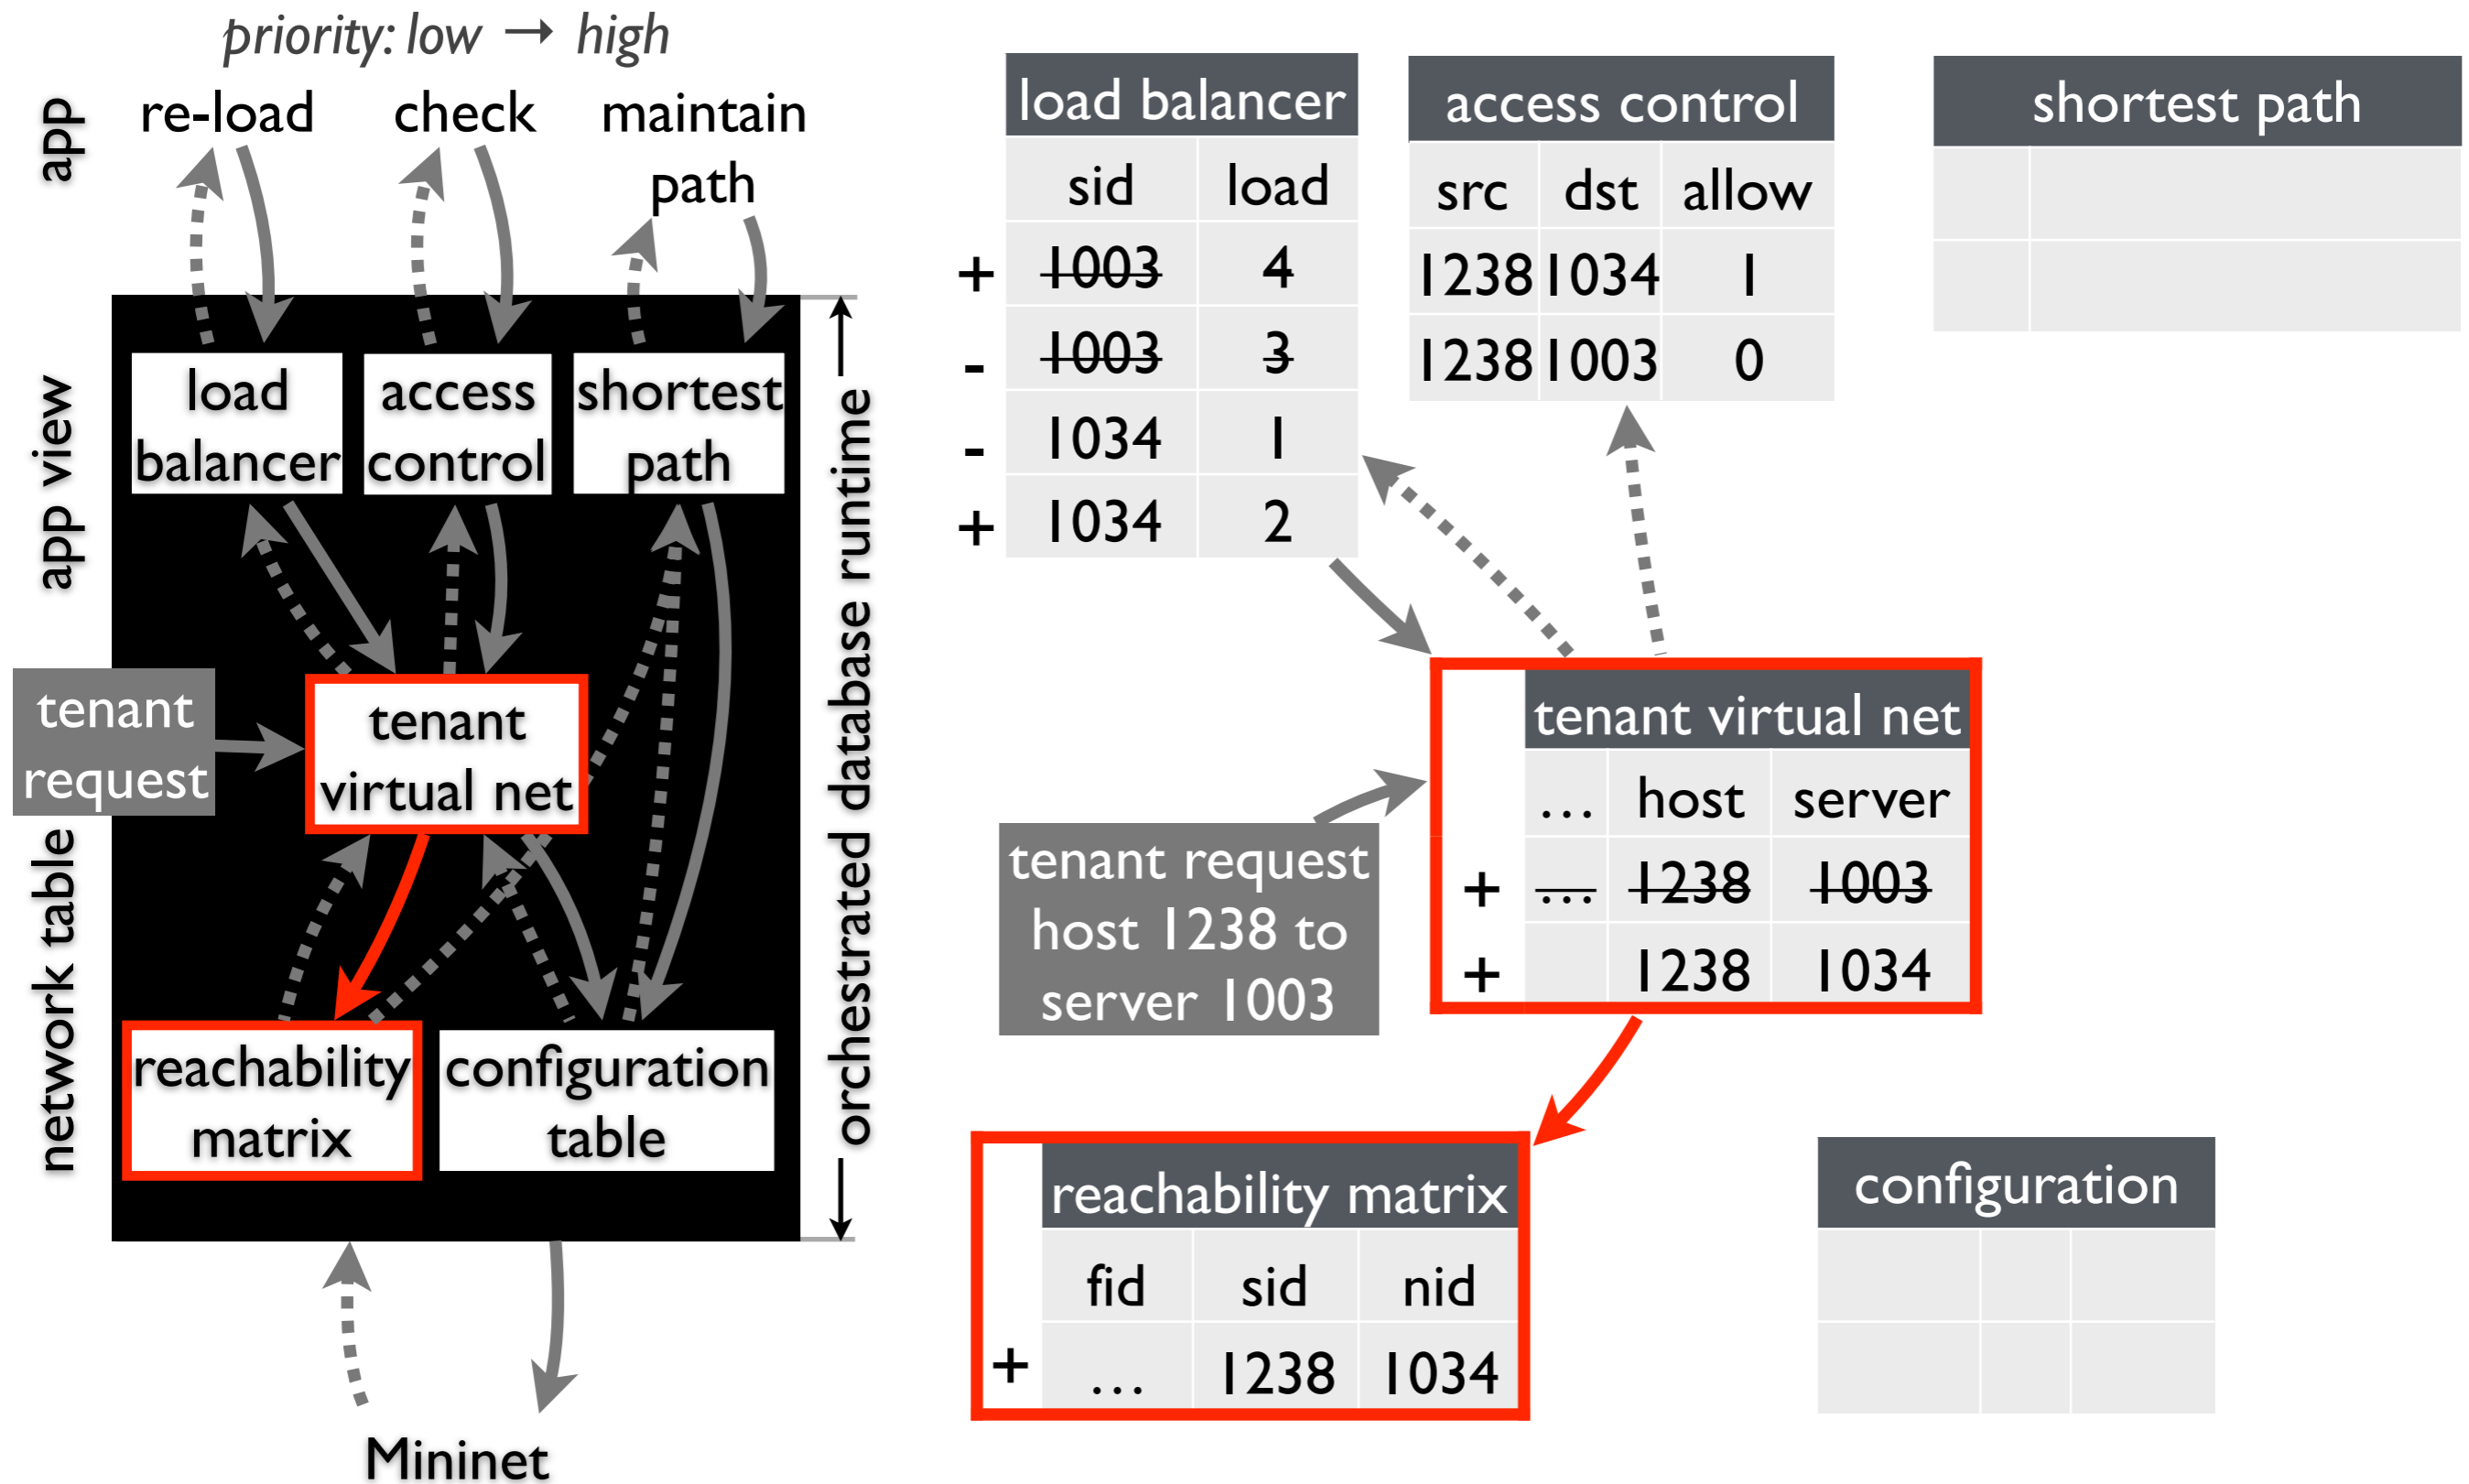 priority: low → high
app
re-load
check
maintain
path
app view
load
balancer
access
control
shortest
path
tenant
request
tenant
virtual net
network table
reachability
matrix
configuration
table
orchestrated database runtime
Mininet
load balancer
sid load
+ 1003 4
- 1003 3
- 1034 1
+ 1034 2
access control
src dst allow
1238 1034 1
1238 1003 0
shortest path
tenant request
host 1238 to
server 1003
tenant virtual net
... host server
+ ... 1238 1003
+ 1238 1034
reachability matrix
fid sid nid
+ ... 1238 1034
configuration